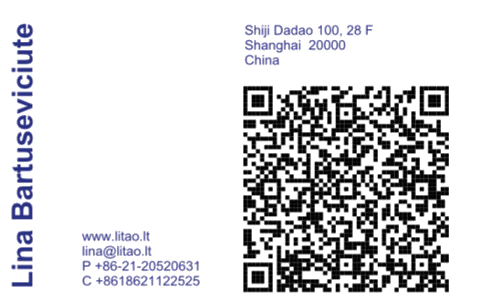 Lina Bartuseviciute
Shiji Dadao 100, 28 F
Shanghai  20000
China
www.litao.lt
lina@litao.lt
P +86-21-20520631
C +8618621122525